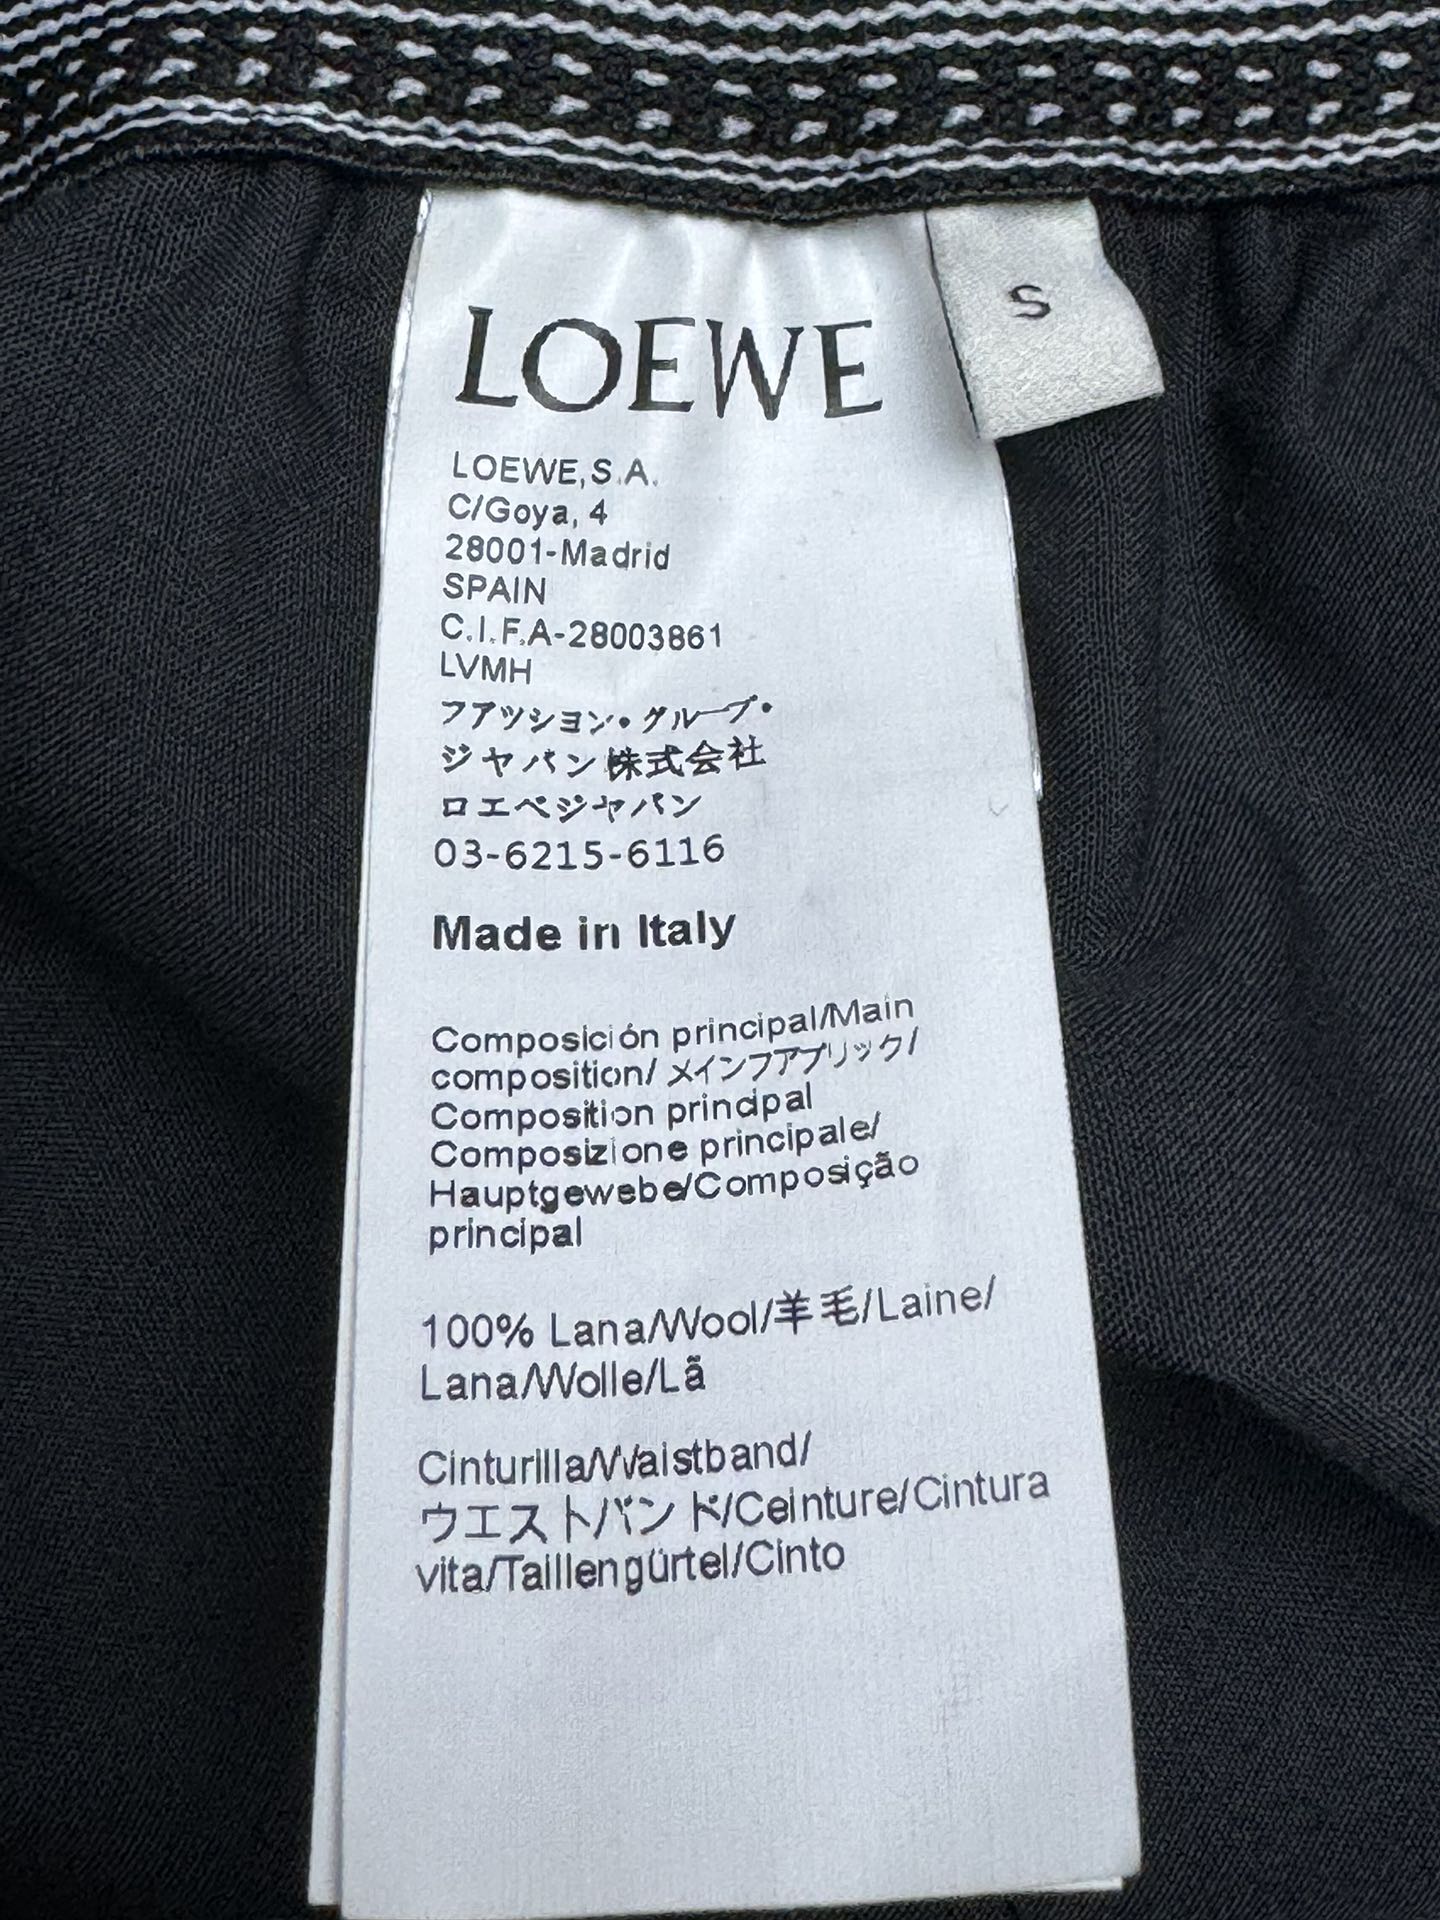 S
LOEWE
LOEWE,S.A.
C/Goya, 4
28001-Madrid
SPAIN
C.I.F.A-28003861
LVMH
ファツション・グループ・
ジヤパン株式会社
ロエベジャパン
03-6215-6116
Made in Italy
Composición principal/Main
composition/メインフアブリック/
Composition principal
Composizione principale/
Hauptgewebe/Composição
principal
100% Lana/Wool/羊毛/Laine/
Lana/Wolle/Lã
Cinturilla/Waistband/
ウエストバンド/Ceinture/Cintura
vita/Taillengürtel/Cinto